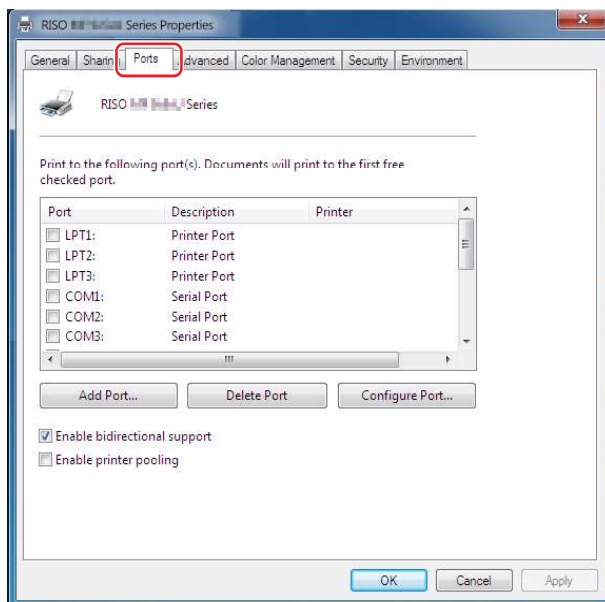 RISO Series Properties
General Sharin Ports dvanced Color Management Security Environment
RISO Series
Print to the following port(s). Documents will print to the first free
checked port.
Port Description Printer
LPT1: Printer Port
LPT2: Printer Port
LPT3: Printer Port
COM1: Serial Port
COM2: Serial Port
COM3: Serial Port
Add Port... Delete Port Configure Port...
Enable bidirectional support
Enable printer pooling
OK Cancel Apply